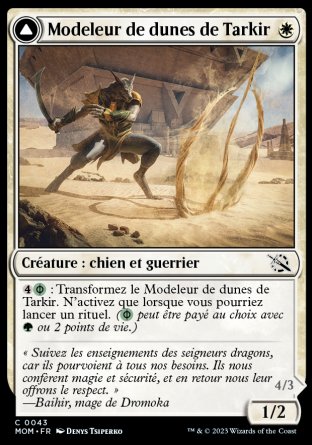 Modeleur de dunes de Tarkir
Créature : chien et guerrier
4 : Transformez le Modeleur de dunes de
Tarkir. N'activez que lorsque vous pourriez
lancer un rituel. ( peut être payé au choix avec
ou 2 points de vie.)
« Suivez les enseignements des seigneurs dragons,
car ils pourvoient à tous nos besoins. Ils nous
confèrent magie et sécurité, et en retour nous leur
offrons le respect. »
—Baihir, mage de Dromoka
4/3
1/2
C 0043
MOM • FR DENYS TSIPERKO
™ & © 2023 Wizards of the Coast